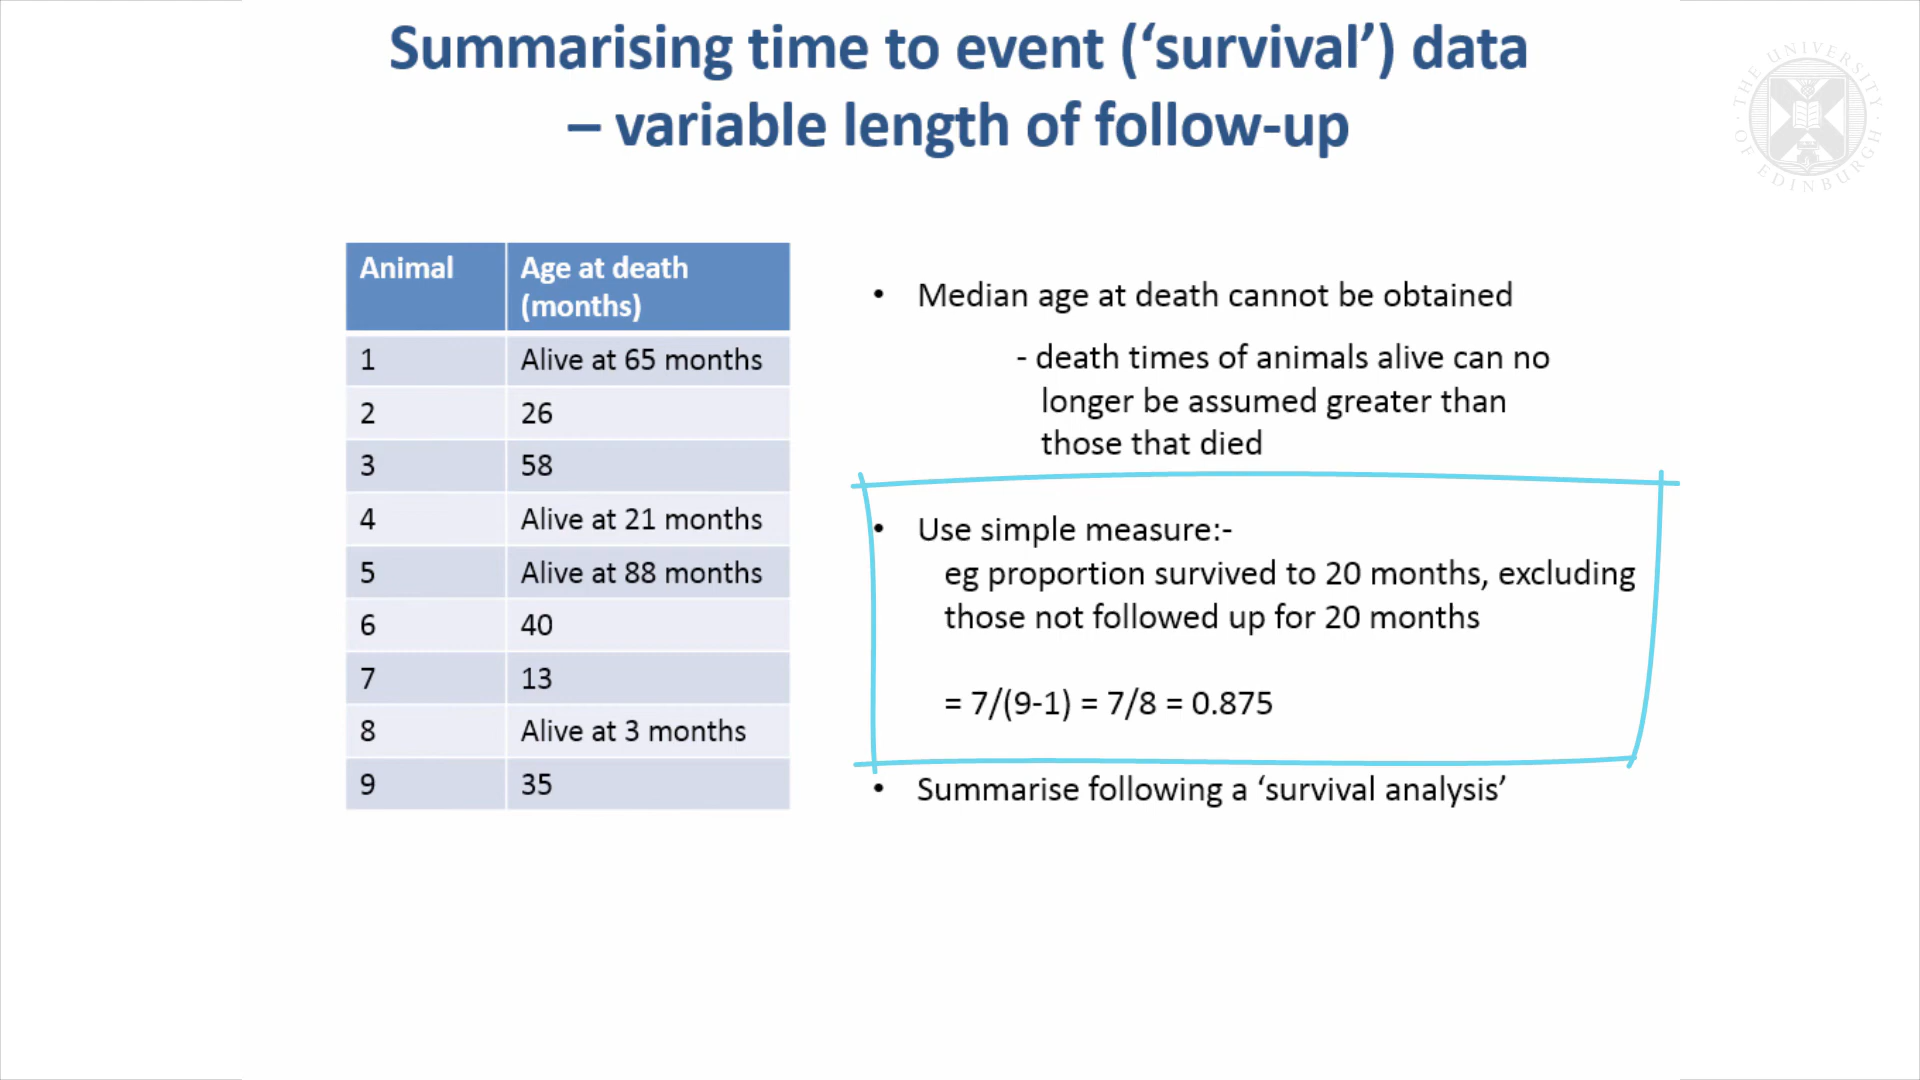 Summarising time to event (‘survival’) data
– variable length of follow-up
THE UNIVERSITY OF EDINBURGH
Animal Age at death (months)
1 Alive at 65 months
2 26
3 58
4 Alive at 21 months
5 Alive at 88 months
6 40
7 13
8 Alive at 3 months
9 35
• Median age at death cannot be obtained
- death times of animals alive can no
longer be assumed greater than
those that died
• Use simple measure:-
eg proportion survived to 20 months, excluding
those not followed up for 20 months
= 7/(9-1) = 7/8 = 0.875
• Summarise following a ‘survival analysis’